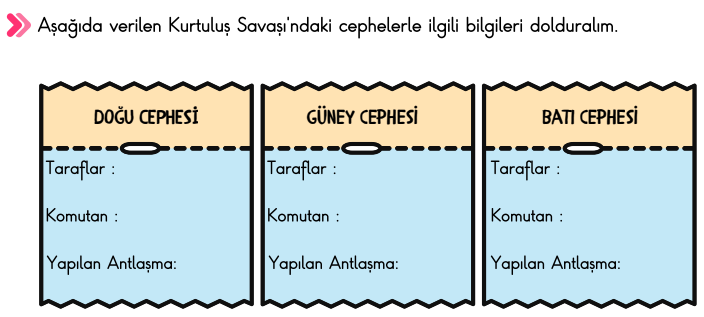 Aşağıda verilen Kurtuluş Savaşı'ndaki cephelerle ilgili bilgileri dolduralım.
DOĞU CEPHESİ
Taraflar :
Komutan :
Yapılan Antlaşma:
GÜNEY CEPHESİ
Taraflar :
Komutan :
Yapılan Antlaşma:
BATI CEPHESİ
Taraflar :
Komutan :
Yapılan Antlaşma: